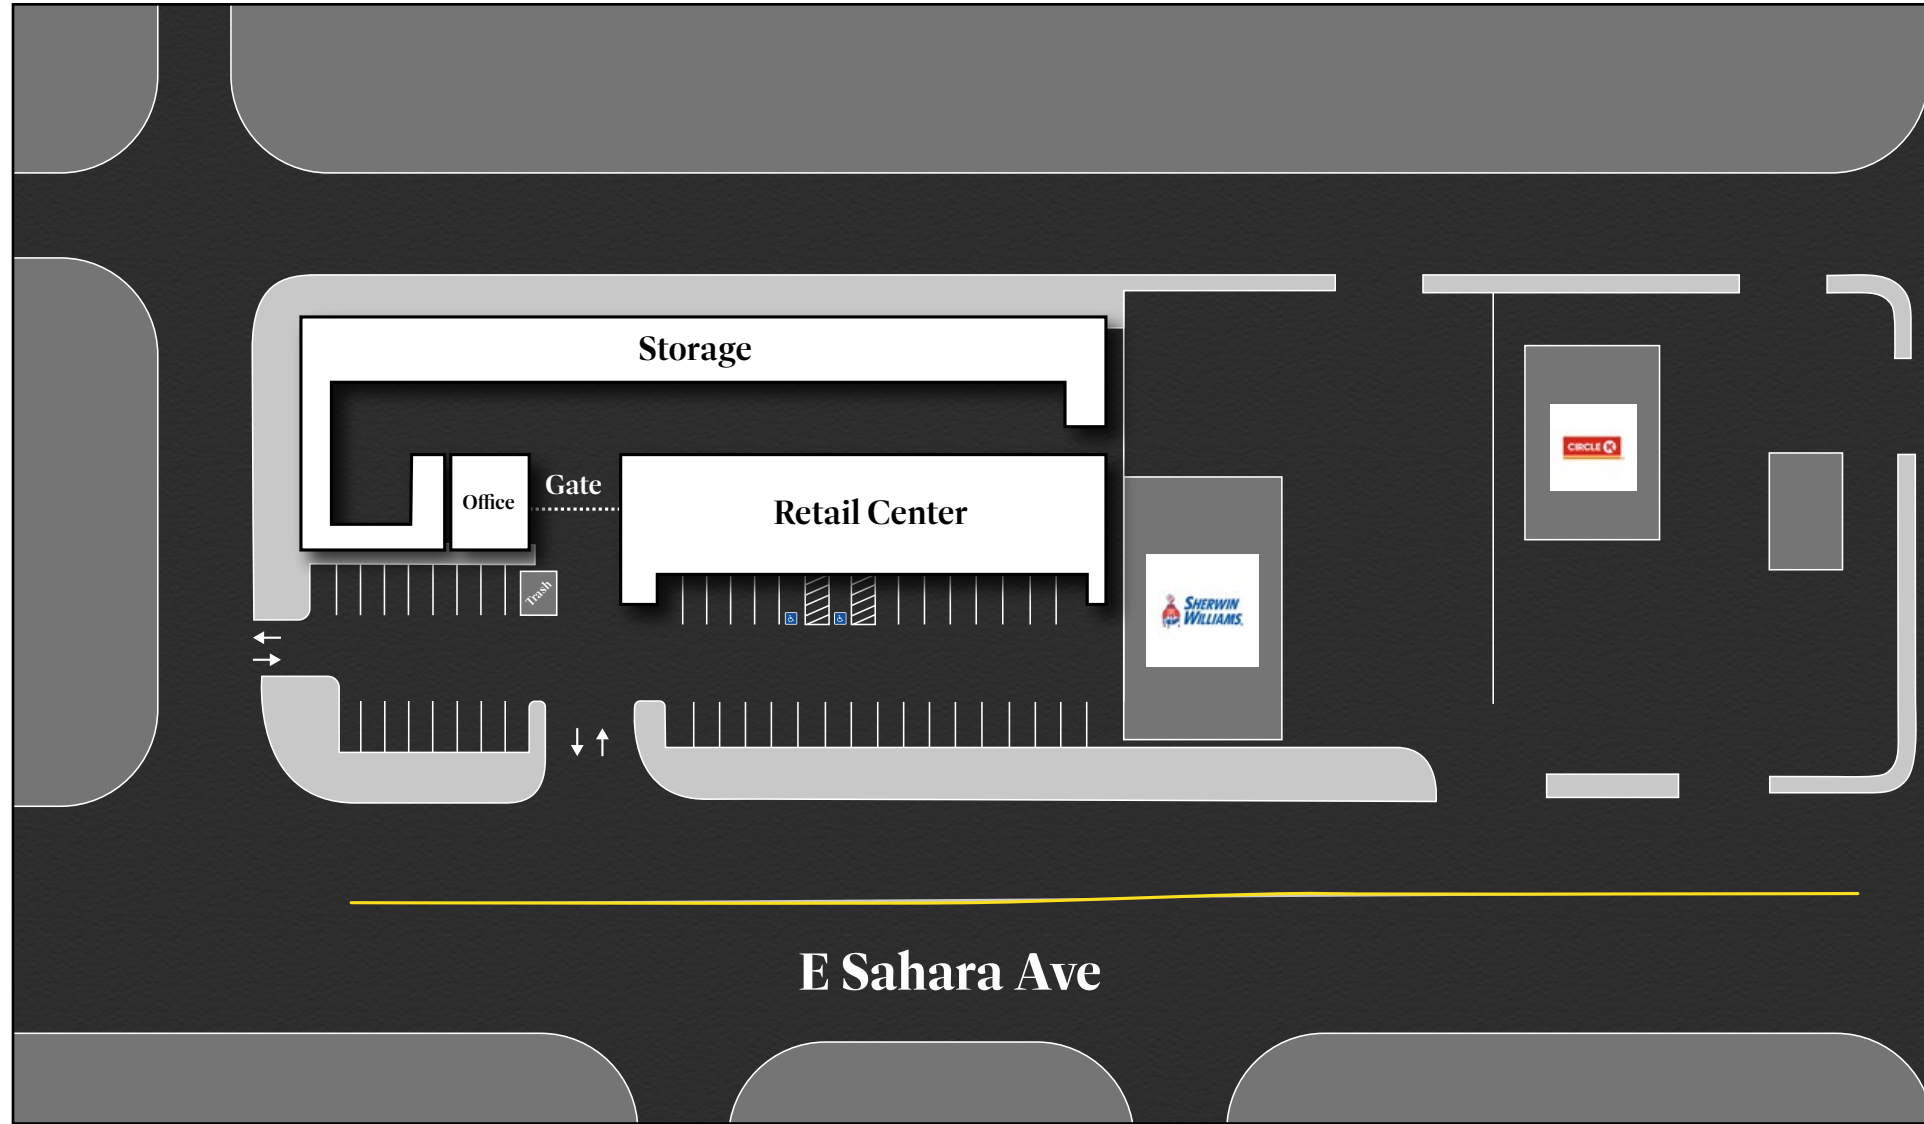 Storage
Office
Gate
Retail Center
Trash
CIRCLE K
SHERWIN
WILLIAMS.
E Sahara Ave